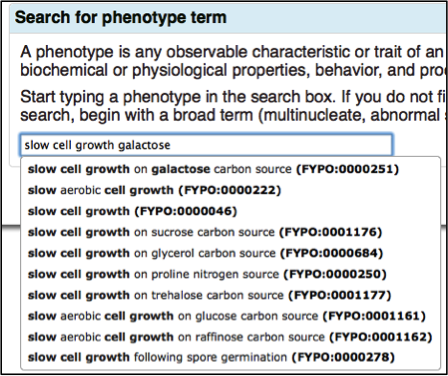 Search for phenotype term
A phenotype is any observable characteristic or trait of an
biochemical or physiological properties, behavior, and pro
Start typing a phenotype in the search box. If you do not fi
search, begin with a broad term (multinucleate, abnormal
slow cell growth galactose
slow cell growth on galactose carbon source (FYPO:0000251)
slow aerobic cell growth (FYPO:0000222)
slow cell growth (FYPO:0000046)
slow cell growth on sucrose carbon source (FYPO:0001176)
slow cell growth on glycerol carbon source (FYPO:0000684)
slow cell growth on proline nitrogen source (FYPO:0000250)
slow cell growth on trehalose carbon source (FYPO:0001177)
slow aerobic cell growth on glucose carbon source (FYPO:0001161)
slow aerobic cell growth on raffinose carbon source (FYPO:0001162)
slow cell growth following spore germination (FYPO:0000278)